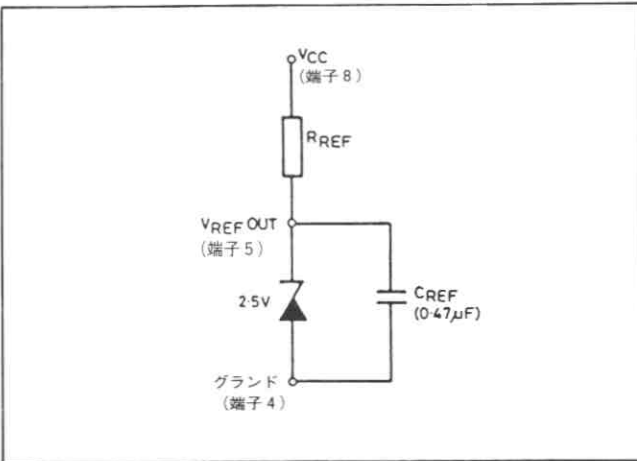 VCC
(端子8)
RREF
VREF OUT
(端子5)
2·5V
CREF
(0·47μF)
グランド
(端子4)